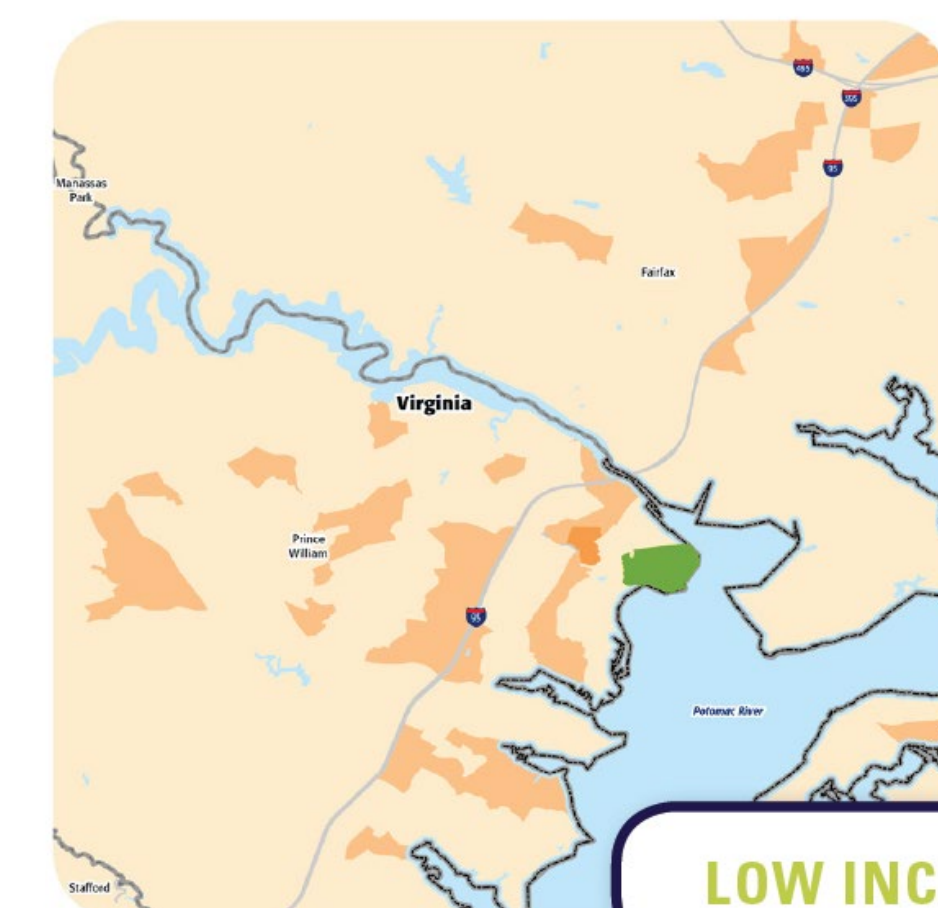 495
395
95
Manassas
Park
Fairfax
Virginia
Prince
William
95
Potomac River
Stafford
LOW INC